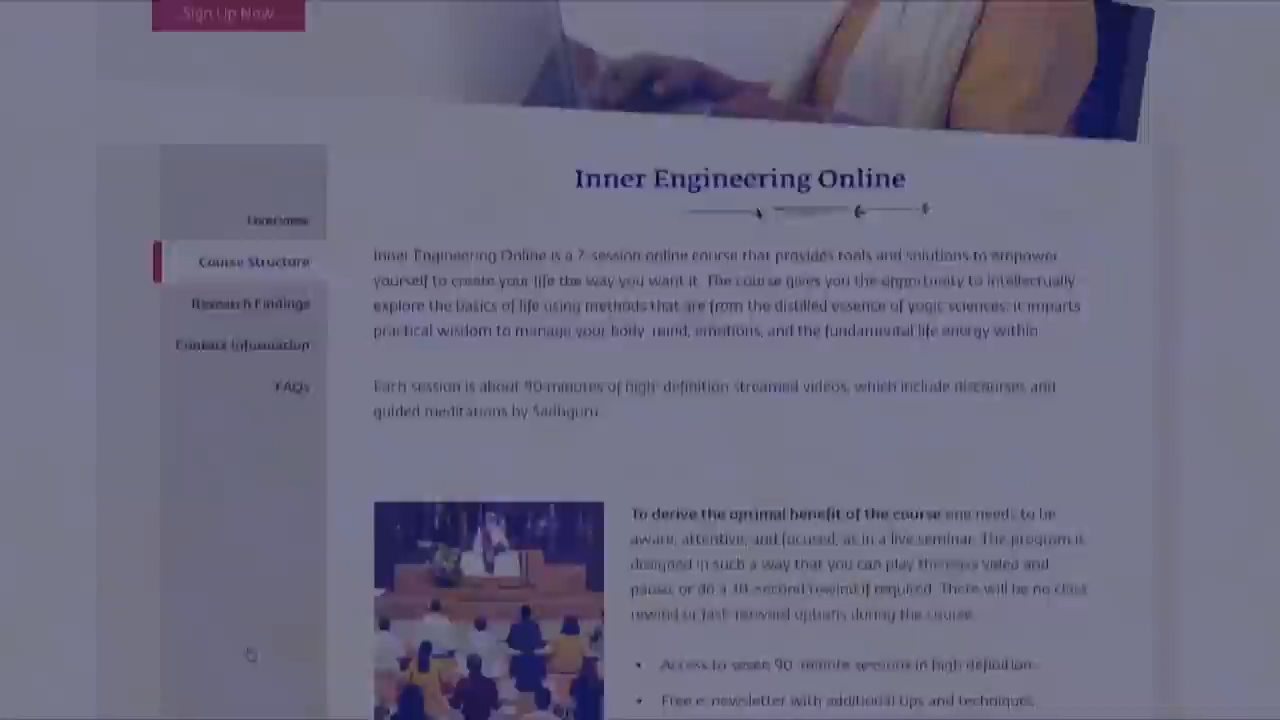 Sign Up Now
Inner Engineering Online
Overview
Course Structure
Research Findings
Contact Information
FAQs
Inner Engineering Online is a 7-session online course that provides tools and solutions to empower
yourself to create your life the way you want it. The course gives you the opportunity to intellectually
explore the basics of life using methods that are from the distilled essence of yogic sciences. It imparts
practical wisdom to manage your body, mind, emotions, and the fundamental life energy within.
Each session is about 90-minutes of high-definition streamed videos, which include discourses and
guided meditations by Sadhguru.
To derive the optimal benefit of the course one needs to be
aware, attentive, and focused, as in a live seminar. The program is
designed in such a way that you can play the video and
pause, or do a 30-second rewind if required. There will be no class
rewind or fast-forward options during the course.
• Access to seven 90-minute sessions in high definition.
• Free e-newsletter with additional tips and techniques.